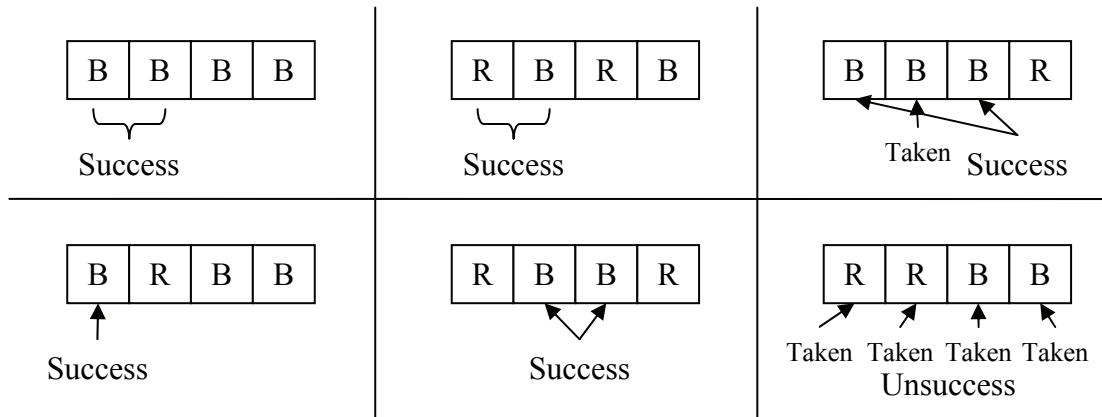 B B B B
Success
R B R B
Success
B B B R
Taken
Success
B R B B
Success
R B B R
Success
R R B B
Taken Taken Taken Taken
Unsuccess